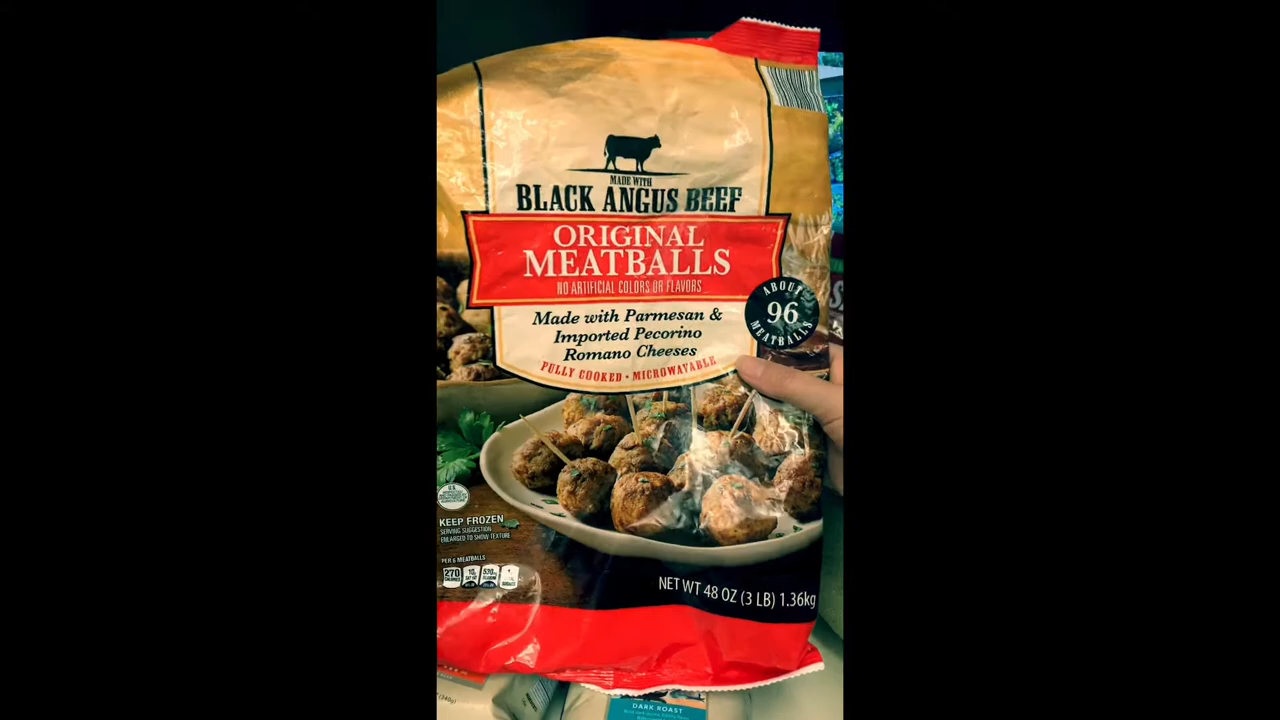 MADE WITH
BLACK ANGUS BEEF
ORIGINAL
MEATBALLS
NO ARTIFICIAL COLORS OR FLAVORS
ABOUT
96
MEATBALLS
Made with Parmesan &
Imported Pecorino
Romano Cheeses
FULLY COOKED • MICROWAVABLE
U.S.
KEEP FROZEN
SERVING SUGGESTION
ENLARGED TO SHOW TEXTURE
PER 6 MEATBALLS
270
CALORIES
NET WT 48 OZ (3 LB) 1.36kg
DARK ROAST